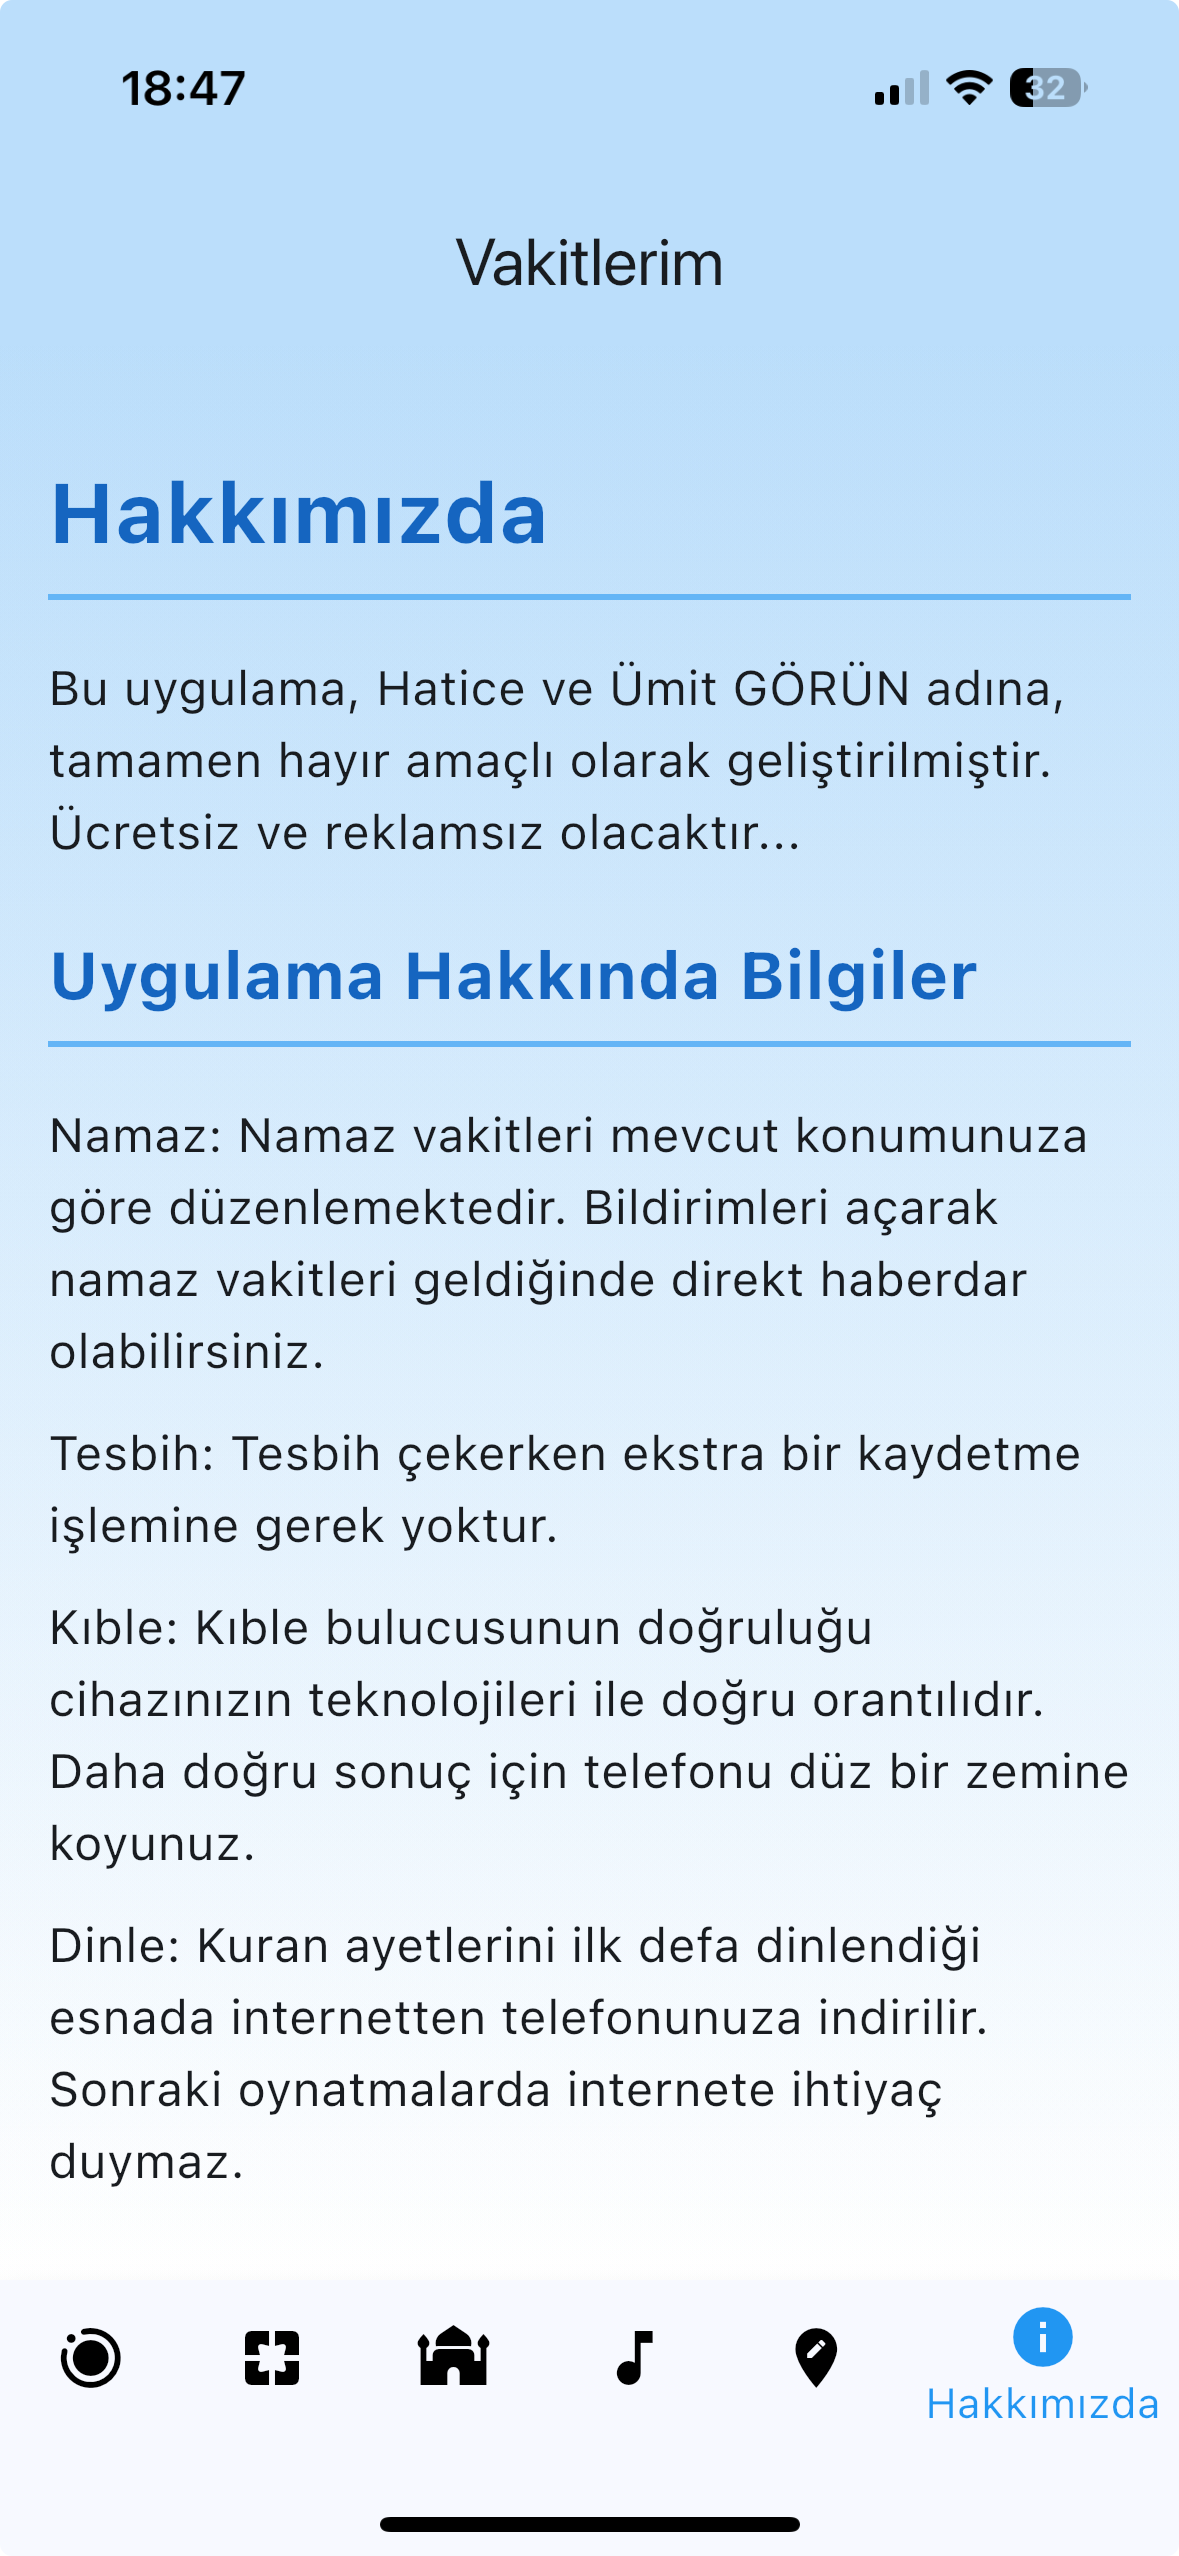 18:47
32
Vakitlerim
Hakkımızda
Bu uygulama, Hatice ve Ümit GÖRÜN adına,
tamamen hayır amaçlı olarak geliştirilmiştir.
Ücretsiz ve reklamsız olacaktır...
Uygulama Hakkında Bilgiler
Namaz: Namaz vakitleri mevcut konumunuza
göre düzenlemektedir. Bildirimleri açarak
namaz vakitleri geldiğinde direkt haberdar
olabilirsiniz.
Tesbih: Tesbih çekerken ekstra bir kaydetme
işlemine gerek yoktur.
Kıble: Kıble bulucusunun doğruluğu
cihazınızın teknolojileri ile doğru orantılıdır.
Daha doğru sonuç için telefonu düz bir zemine
koyunuz.
Dinle: Kuran ayetlerini ilk defa dinlendiği
esnada internetten telefonunuza indirilir.
Sonraki oynatmalarda internete ihtiyaç
duymaz.
Hakkımızda